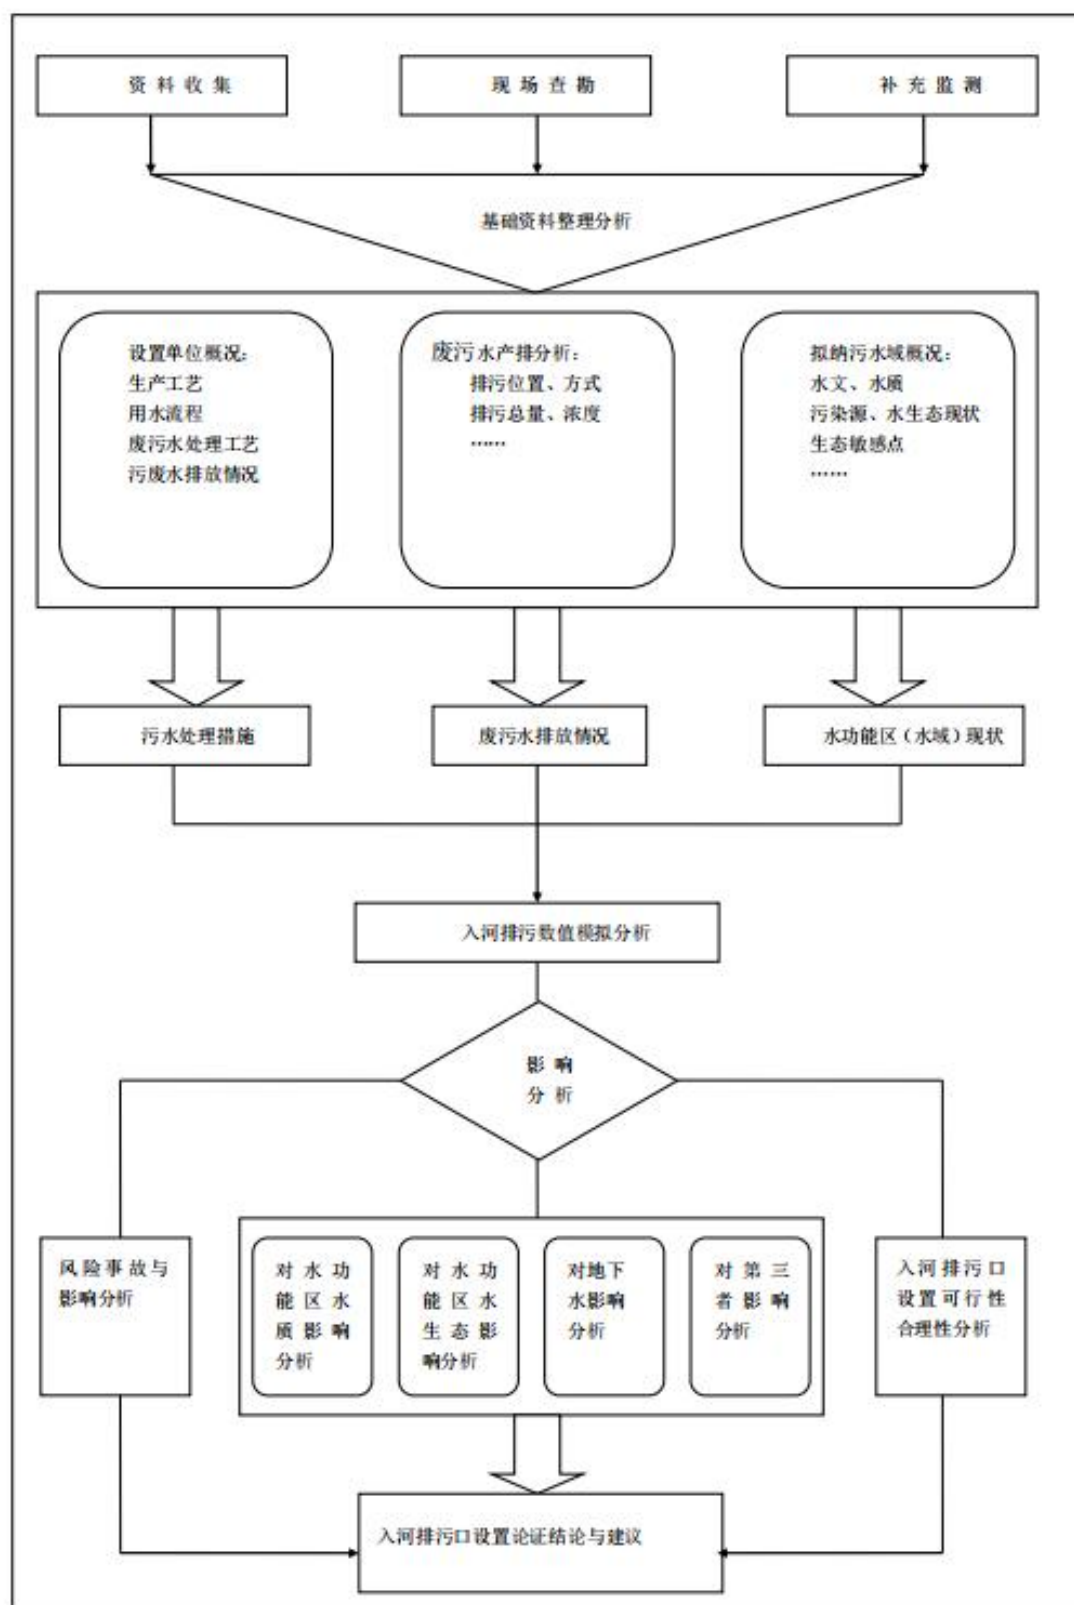 资料收集
现场查勘
补充监测
基础资料整理分析
设置单位概况：
生产工艺
用水流程
废污水处理工艺
污废水排放情况
废污水产排分析：
排污位置、方式
排污总量、浓度
……
拟纳污水域概况：
水文、水质
污染源、水生态现状
生态敏感点
……
污水处理措施
废污水排放情况
水功能区（水域）现状
入河排污数值模拟分析
影响
分析
风险事故与
影响分析
对水功
能区水
质影响
分析
对水功
能区水
生态影
响分析
对地下
水影响
分析
对第三
者影响
分析
入河排污口
设置可行性
合理性分析
入河排污口设置论证结论与建议